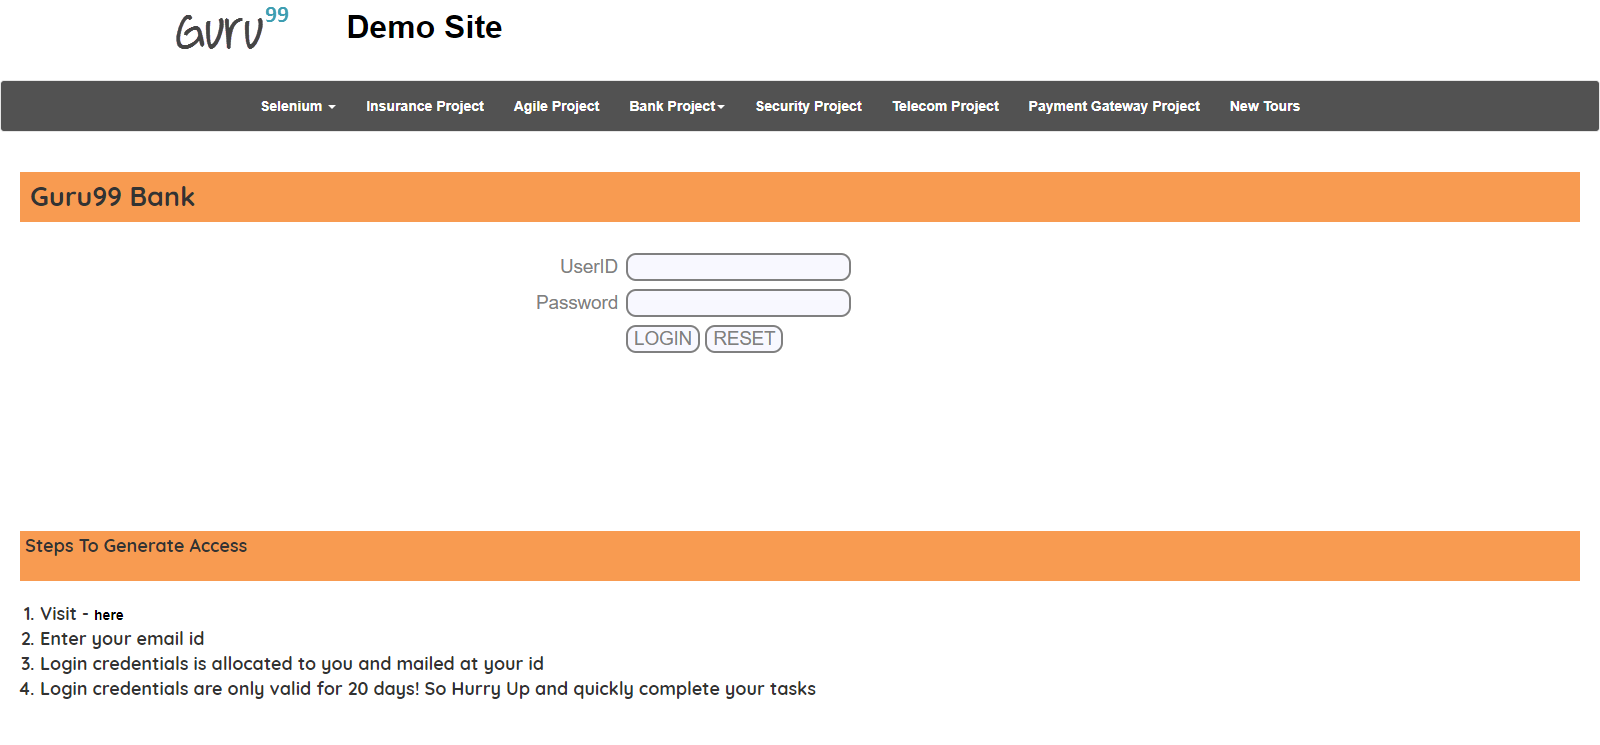 Guru99 Demo Site
Selenium Insurance Project Agile Project Bank Project Security Project Telecom Project Payment Gateway Project New Tours
Guru99 Bank
UserID
Password
LOGIN RESET
Steps To Generate Access
1. Visit - here
2. Enter your email id
3. Login credentials is allocated to you and mailed at your id
4. Login credentials are only valid for 20 days! So Hurry Up and quickly complete your tasks